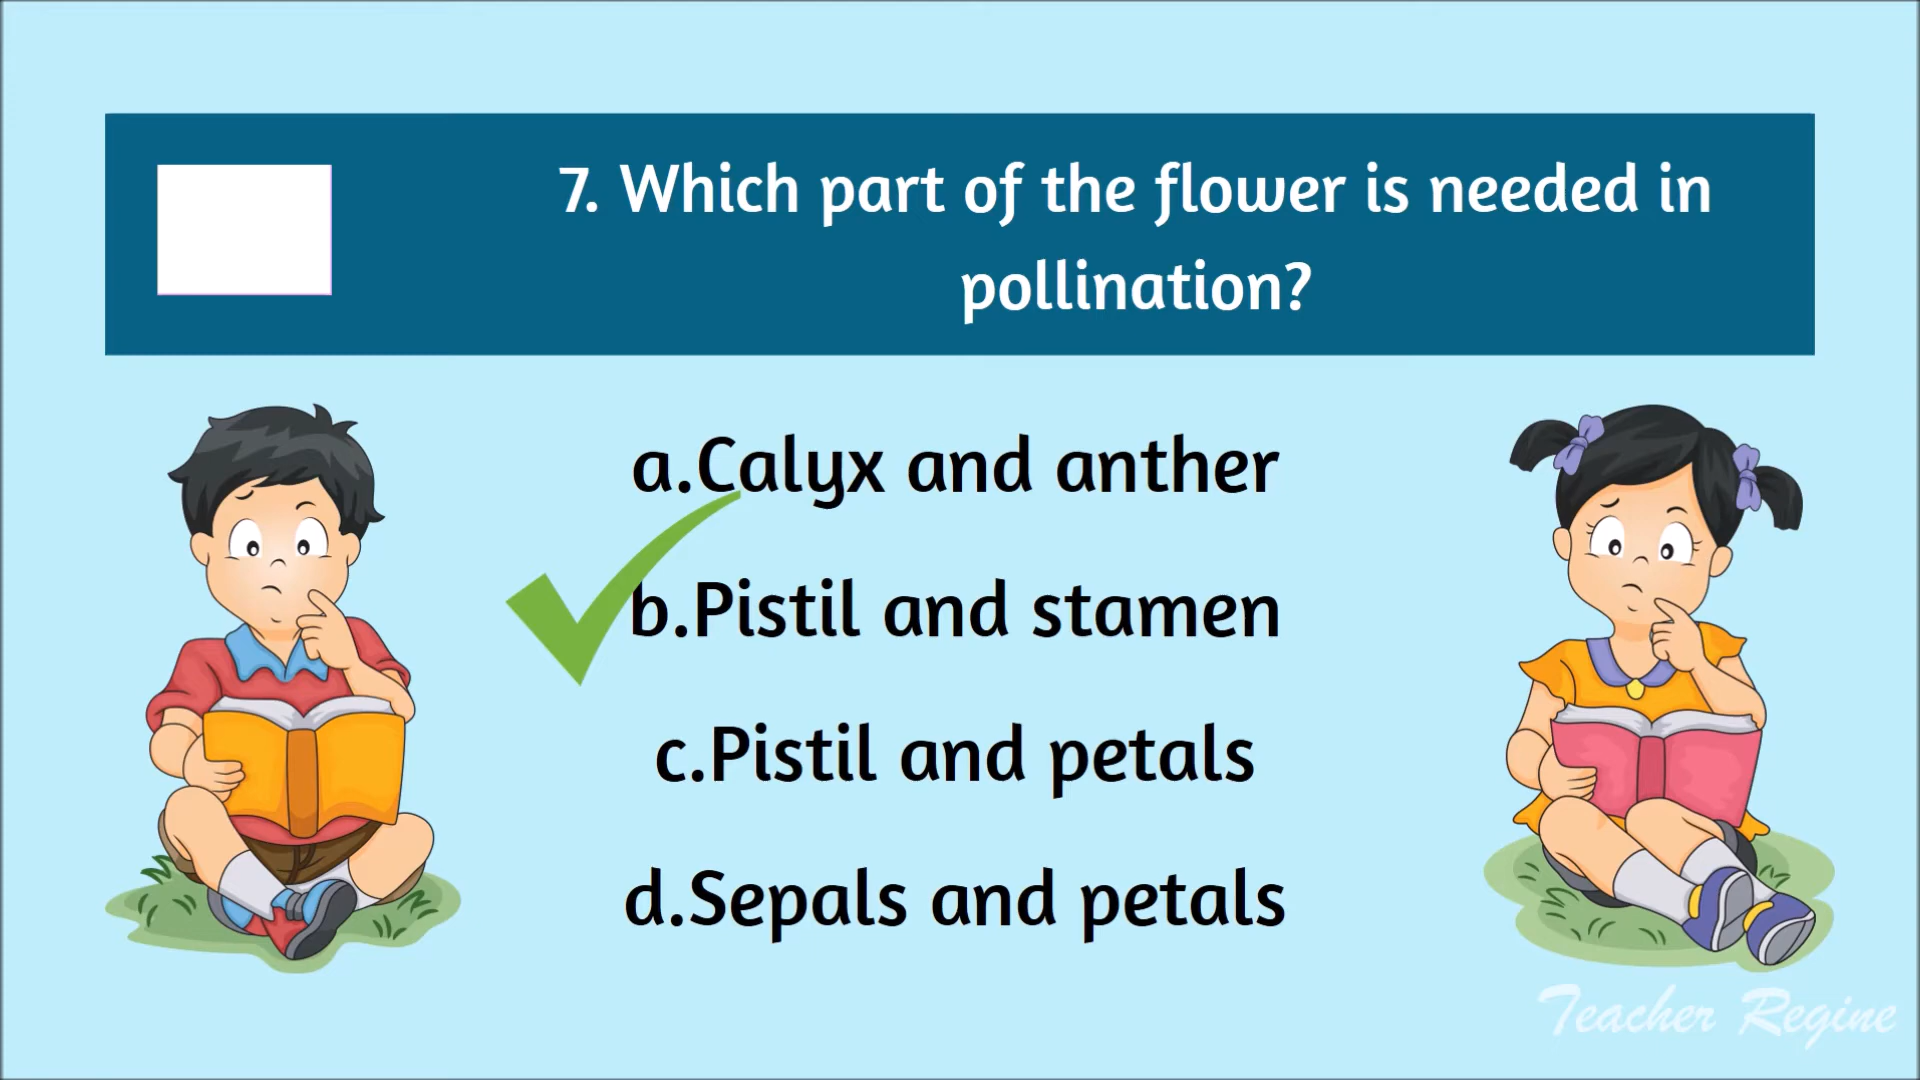 7. Which part of the flower is needed in
pollination?
a.Calyx and anther
b.Pistil and stamen
c.Pistil and petals
d.Sepals and petals
Teacher Regine